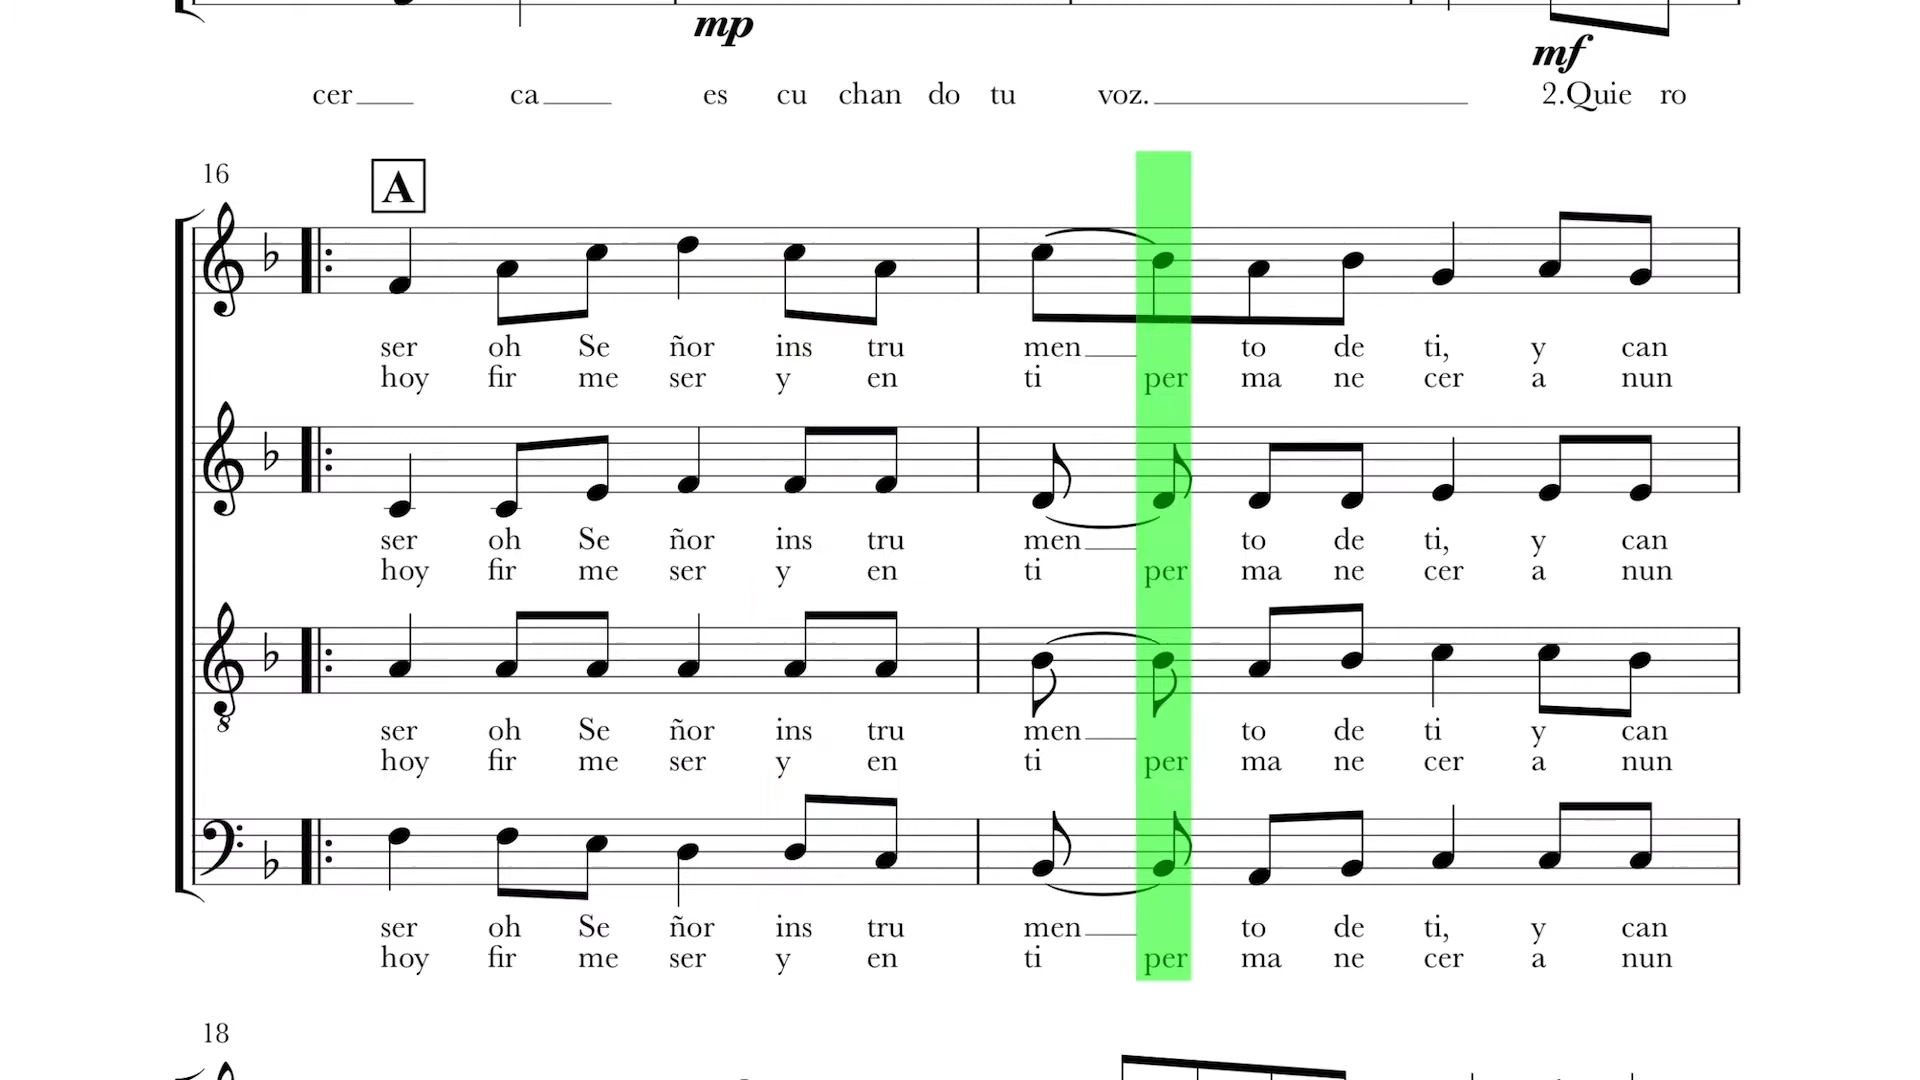 mp
mf
cer ca es cu chan do tu voz. 2.Quie ro
16
A
ser oh Se ñor ins tru men to de ti, y can
hoy fir me ser y en ti per ma ne cer a nun
ser oh Se ñor ins tru men to de ti, y can
hoy fir me ser y en ti per ma ne cer a nun
8
ser oh Se ñor ins tru men to de ti y can
hoy fir me ser y en ti per ma ne cer a nun
ser oh Se ñor ins tru men to de ti, y can
hoy fir me ser y en ti per ma ne cer a nun
18